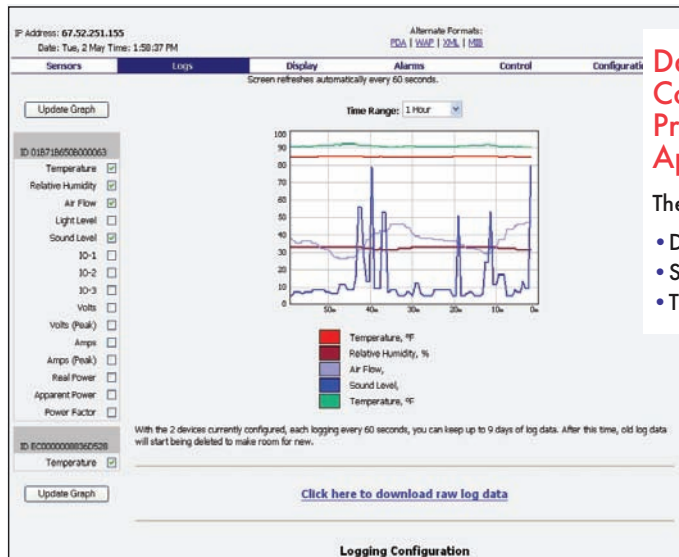 IP Address: 67.52.251.155
Date: Tue, 2 May Time: 1:58:37 PM
Alternate Formats:
PDA | WAP | XML | MIB
Sensors Logs Display Alarms Control Configuratio
Screen refreshes automatically every 60 seconds.
Update Graph
Time Range: 1 Hour
ID 01B71B650B000063
Temperature
Relative Humidity
Air Flow
Light Level
Sound Level
IO-1
IO-2
IO-3
Volts
Volts (Peak)
Amps
Amps (Peak)
Real Power
Apparent Power
Power Factor
ID EC0000008836D528
Temperature
Update Graph
100
90
80
70
60
50
40
30
20
10
0
50m 40m 30m 20m 10m 0m
Temperature, ºF
Relative Humidity, %
Air Flow,
Sound Level,
Temperature, ºF
With the 2 devices currently configured, each logging every 60 seconds, you can keep up to 9 days of log data. After this time, old log data
will start being deleted to make room for new.
Click here to download raw log data
Logging Configuration
Pr
Ap
The
• D
• S
• T